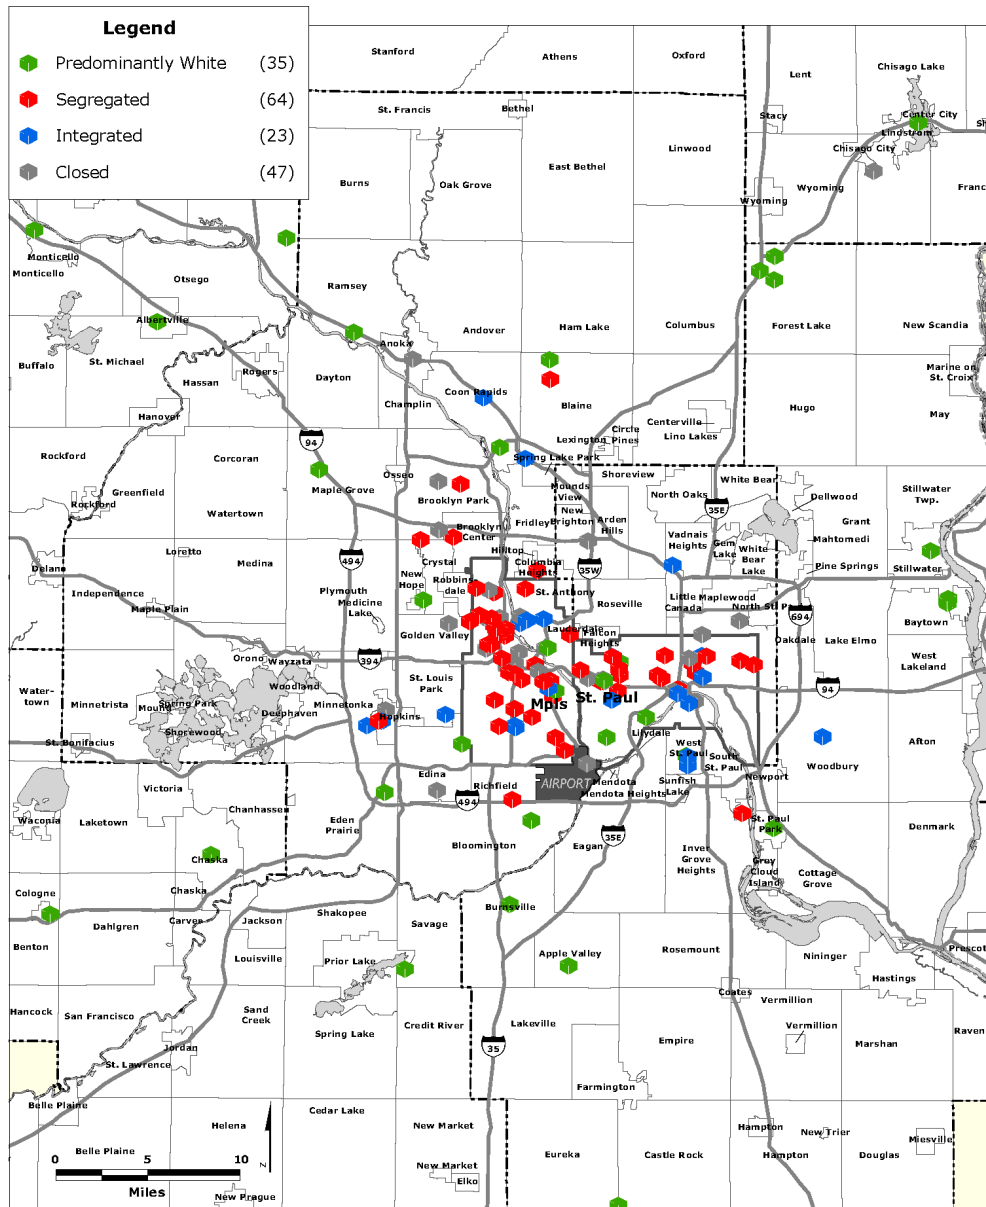 Legend
Predominantly White (35)
Segregated (64)
Integrated (23)
Closed (47)
Stanford
Athens
Oxford
Lent
Chisago Lake
St. Francis
Bethel
Stacy
Center City
Lindstrom
Chisago City
Linwood
East Bethel
Burns
Oak Grove
Wyoming
Wyoming
Franc
Monticello
Monticello
Otsego
Ramsey
Albertville
Andover
Ham Lake
Columbus
Forest Lake
New Scandia
Anoka
Buffalo
St. Michael
Rogers
Hassan
Dayton
Coon Rapids
Marine on
St. Croix
Champlin
Blaine
Hugo
May
Hanover
Centerville
Circle
Pines
Lexington
Lino Lakes
94
Rockford
Corcoran
Spring Lake Park
Osseo
Shoreview
White Bear
Maple Grove
Mounds
View
North Oaks
Dellwood
Stillwater
Twp.
Greenfield
Rockford
Brooklyn Park
New
Brighton
Arden
Hills
35E
Grant
Watertown
Brooklyn
Center
Fridley
Vadnais
Heights
Gem
Lake
White
Bear
Lake
Mahtomedi
Loretto
Hilltop
Medina
494
Crystal
Columbia
Heights
35W
Pine Springs
Stillwater
Delano
New
Hope
Robbins-
dale
St. Anthony
Independence
Plymouth
Medicine
Lake
Roseville
Little
Canada
Maplewood
North St. Pa
Maple Plain
694
Baytown
Golden Valley
Lauderdale
Falcon
Heights
Oakdale
Lake Elmo
Orono
Wayzata
394
West
Lakeland
Woodland
St. Louis
Park
Water-
town
Minnetrista
Mound
Spring Park
Deephaven
Minnetonka
Hopkins
Mpls
St. Paul
94
Shorewood
St. Bonifacius
Lilydale
Afton
West
St. Paul
South
St. Paul
Woodbury
Edina
Richfield
AIRPORT
Mendota
Mendota Heights
Sunfish
Lake
Newport
Victoria
Chanhassen
494
Waconia
Laketown
Eden
Prairie
St. Paul
Park
Denmark
35E
Bloomington
Eagan
Inver
Grove
Heights
Chaska
Grey
Cloud
Island
Cottage
Grove
Cologne
Chaska
Burnsville
Dahlgren
Carver
Jackson
Shakopee
Savage
Benton
Louisville
Prior Lake
Apple Valley
Rosemount
Nininger
Prescot
Hastings
Coates
Vermillion
Hancock
San Francisco
Sand
Creek
Spring Lake
Credit River
Lakeville
Vermillion
Raven
Jordan
35
Empire
Marshan
St. Lawrence
Farmington
Belle Plaine
Cedar Lake
Helena
New Market
Hampton
New Trier
Miesville
Belle Plaine
Eureka
Castle Rock
Hampton
Douglas
0 5 10
Miles
N
New Market
Elko
New Prague